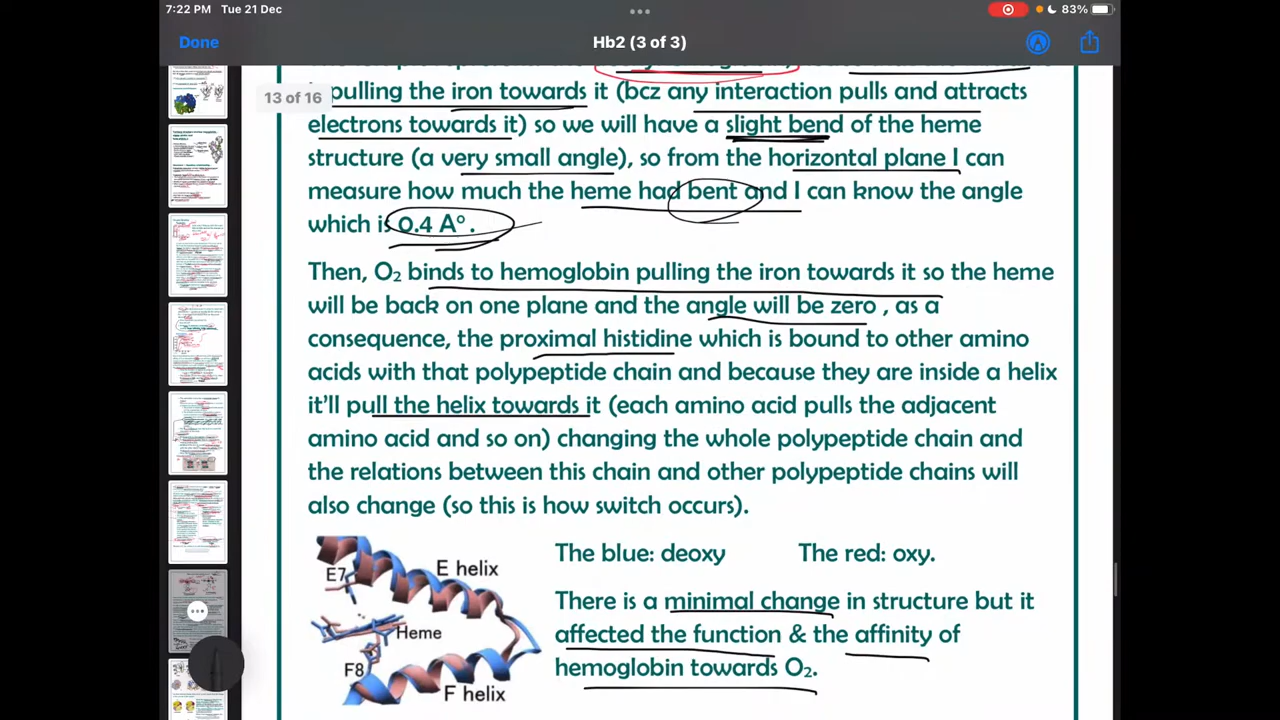 7:22 PM Tue 21 Dec
83%
Done
Hb2 (3 of 3)
13 of 16
pulling the iron towards it (bcz any interaction pulls and attracts
electrons towards it) so we will have a slight bend of the heme
structure (a very small angle), so from the horizontal plane I can
measure how much the heme had bent and I can know the angle
which is 0.4 A°.
Then, O₂ binds to hemoglobin pulling the iron towards it so the heme
will be back on one plane and the angle will be zero, as a
consequence, the proximal histidine which is bound to other amino
acids with that polypeptide chain and because they are inside a helix
it'll pull the helix towards it (each amino acid pulls the adjacent
amino acid and so on) changing the whole polypeptide chain and
the relations between this chain and other polypeptide chains will
also change (so this is how switch occurs).
The blue: deoxy The red: oxy.
There is a minimal change in structure but it
affected the function & the affinity of
hemoglobin towards O₂.
E7
E helix
Heme
F8
F helix